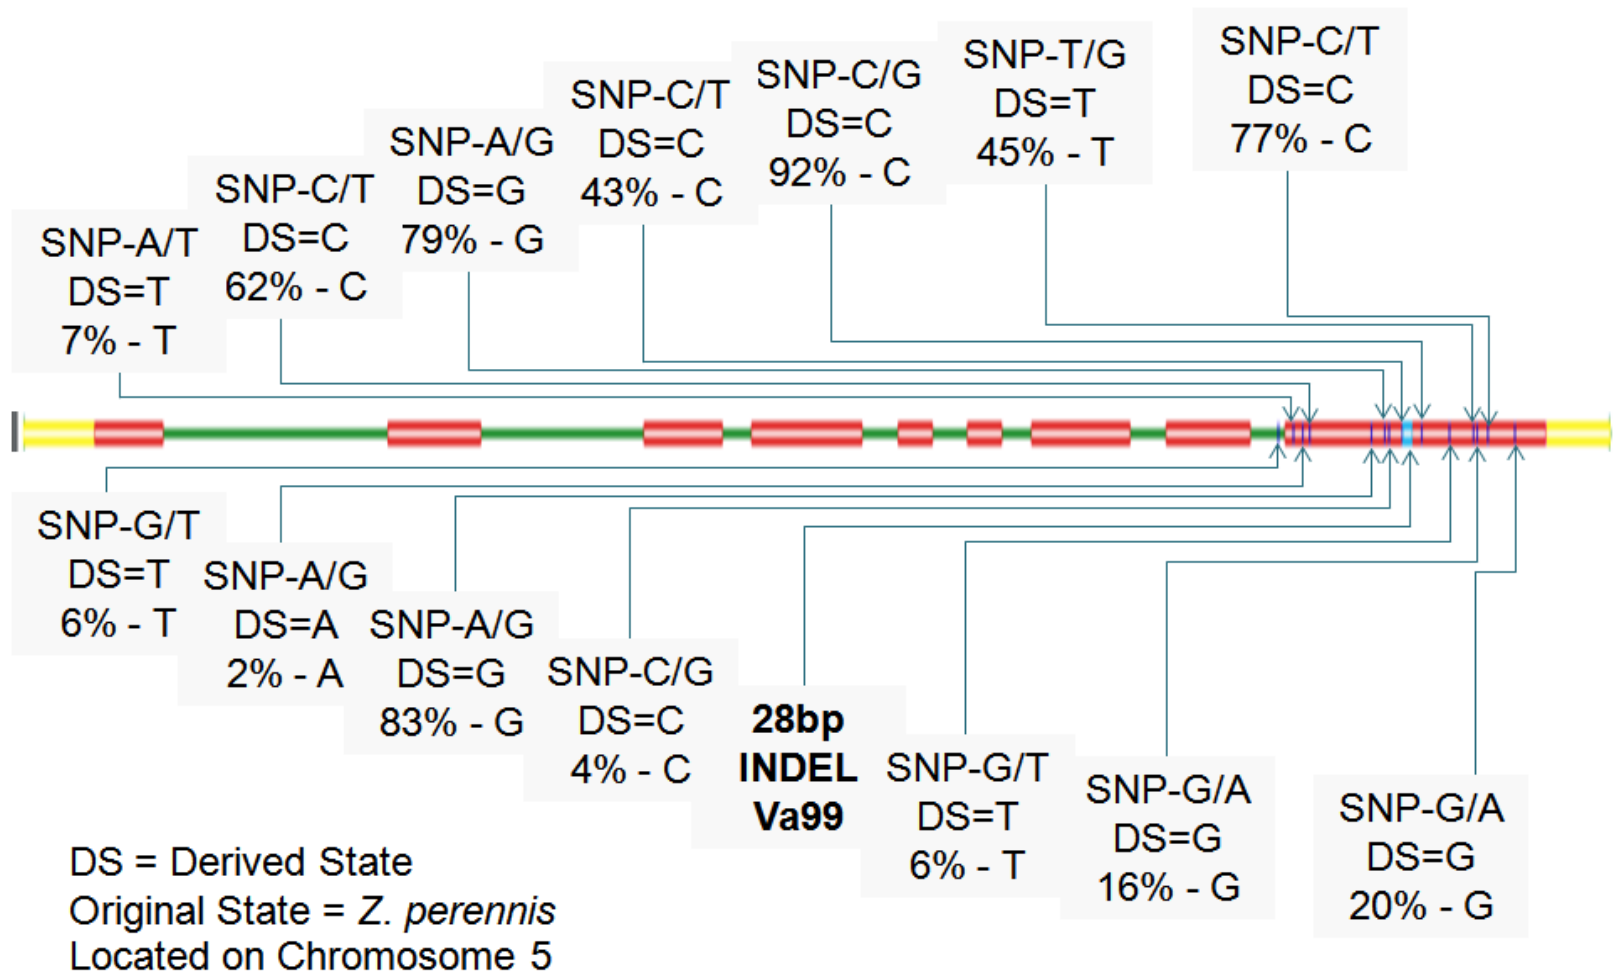 SNP-A/T
DS=T
7% - T
SNP-C/T
DS=C
62% - C
SNP-A/G
DS=G
79% - G
SNP-C/T
DS=C
43% - C
SNP-C/G
DS=C
92% - C
SNP-T/G
DS=T
45% - T
SNP-C/T
DS=C
77% - C
SNP-G/T
DS=T
6% - T
SNP-A/G
DS=A
2% - A
SNP-A/G
DS=G
83% - G
SNP-C/G
DS=C
4% - C
28bp
INDEL
Va99
SNP-G/T
DS=T
6% - T
SNP-G/A
DS=G
16% - G
SNP-G/A
DS=G
20% - G
DS = Derived State
Original State = Z. perennis
Located on Chromosome 5